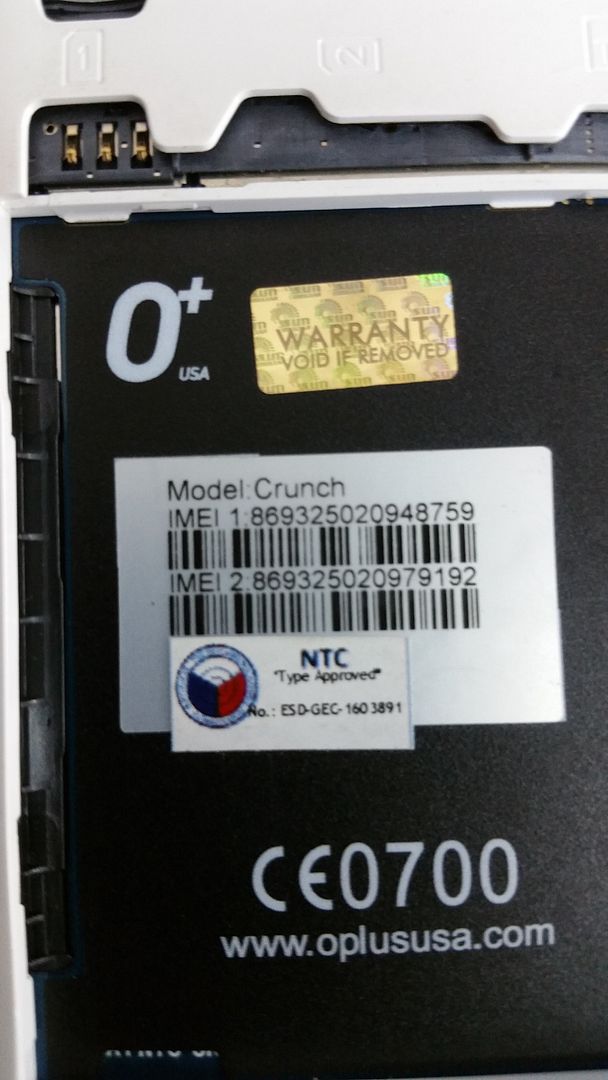 1
2
1
O+
USA
WARRANTY
VOID IF REMOVED
Model:Crunch
IMEI 1:869325020948759
IMEI 2:869325020979192
NTC
"Type Approved"
No.: ESD-GEC-1603891
CE0700
www.oplususa.com